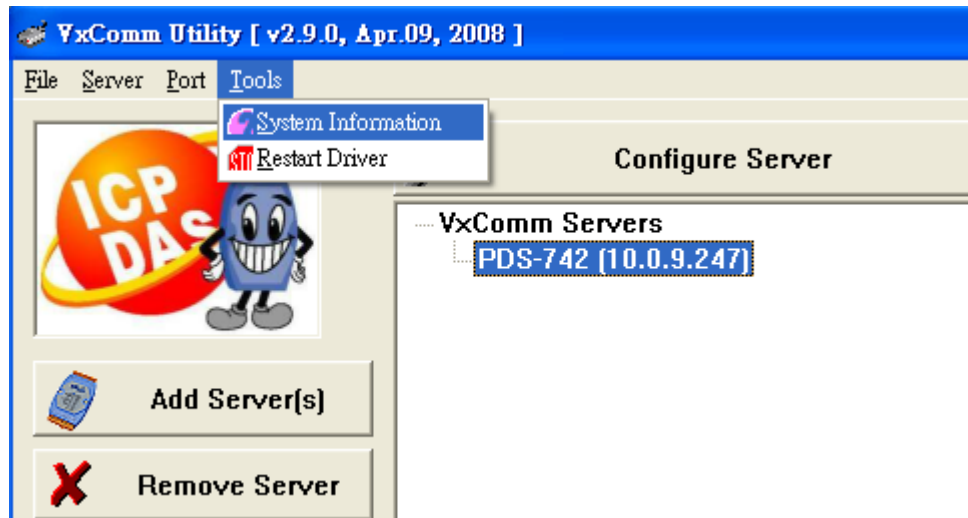 VxComm Utility [ v2.9.0, Apr.09, 2008 ]
File Server Port Tools
System Information
RTI Restart Driver
ICP DAS
Configure Server
VxComm Servers
PDS-742 (10.0.9.247)
Add Server(s)
Remove Server